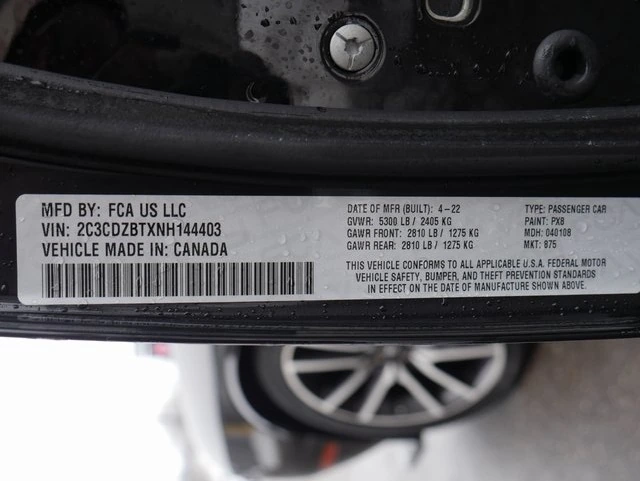 MFD BY: FCA US LLC
VIN: 2C3CDZBTXNH144403
VEHICLE MADE IN: CANADA
DATE OF MFR (BUILT): 4-22
GVWR: 5300 LB / 2405 KG
GAWR FRONT: 2810 LB / 1275 KG
GAWR REAR: 2810 LB / 1275 KG
TYPE: PASSENGER CAR
PAINT: PX8
MDH: 040108
MKT: 875
THIS VEHICLE CONFORMS TO ALL APPLICABLE U.S.A. FEDERAL MOTOR
VEHICLE SAFETY, BUMPER, AND THEFT PREVENTION STANDARDS
IN EFFECT ON THE DATE OF MANUFACTURE SHOWN ABOVE.